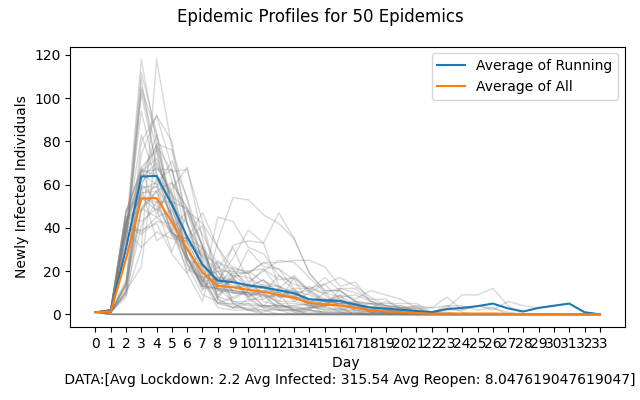 Epidemic Profiles for 50 Epidemics
Average of Running
Average of All
120
100
80
60
40
20
0
Newly Infected Individuals
0 1 2 3 4 5 6 7 8 9 10 11 12 13 14 15 16 17 18 19 20 21 22 23 24 25 26 27 28 29 30 31 32 33
Day
DATA:[Avg Lockdown: 2.2 Avg Infected: 315.54 Avg Reopen: 8.047619047619047]